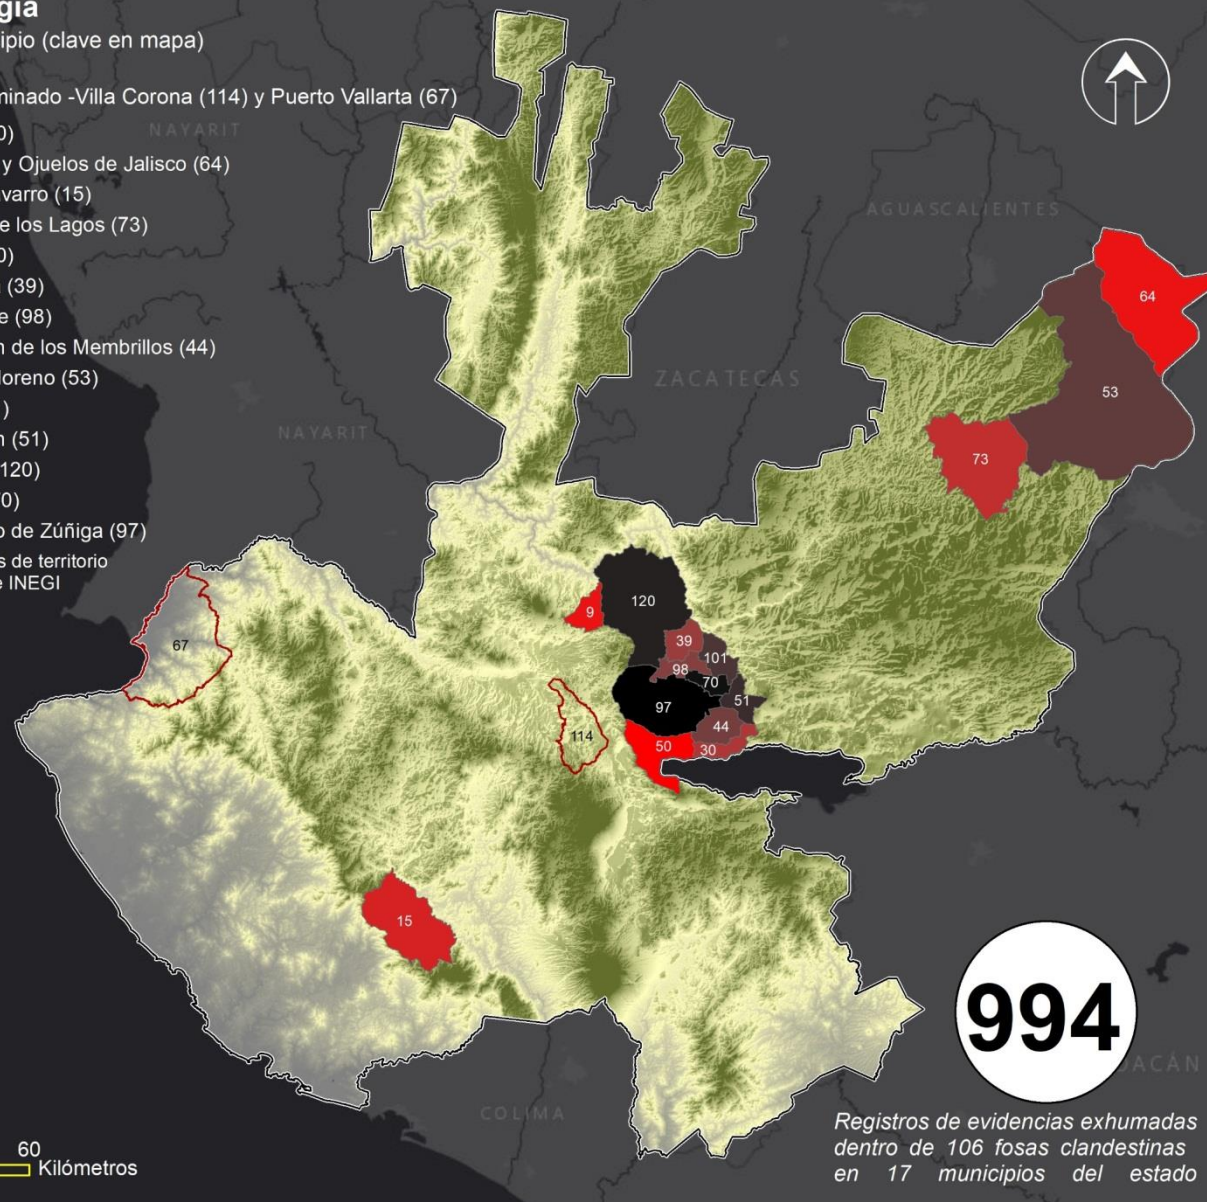 gía
ipio (clave en mapa)
minado -Villa Corona (114) y Puerto Vallarta (67)
0)
y Ojuelos de Jalisco (64)
avarro (15)
e los Lagos (73)
0)
(39)
e (98)
n de los Membrillos (44)
Moreno (53)
)
n (51)
120)
70)
o de Zúñiga (97)
s de territorio
e INEGI
NAYARIT
AGUASCALIENTES
ZACATECAS
NAYARIT
64
53
73
9
120
39
101
98
70
51
97
44
50
30
67
114
15
994
OACÁN
COLIMA
Registros de evidencias exhumadas
dentro de 106 fosas clandestinas
en 17 municipios del estado
60
Kilómetros